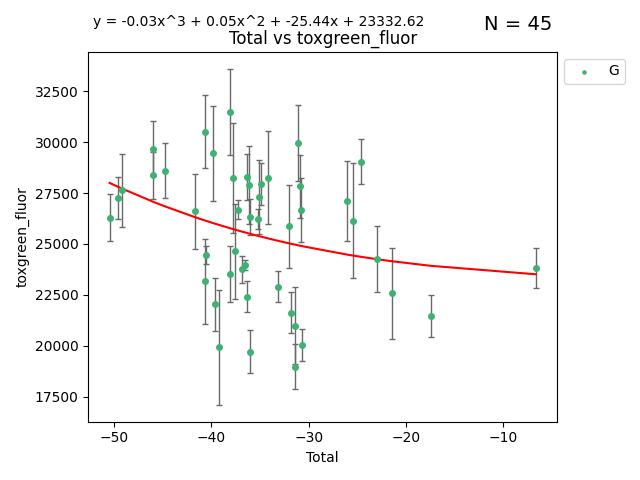 y = -0.03x^3 + 0.05x^2 + -25.44x + 23332.62
N = 45
Total vs toxgreen_fluor
G
toxgreen_fluor
32500
30000
27500
25000
22500
20000
17500
−50
−40
−30
−20
−10
Total